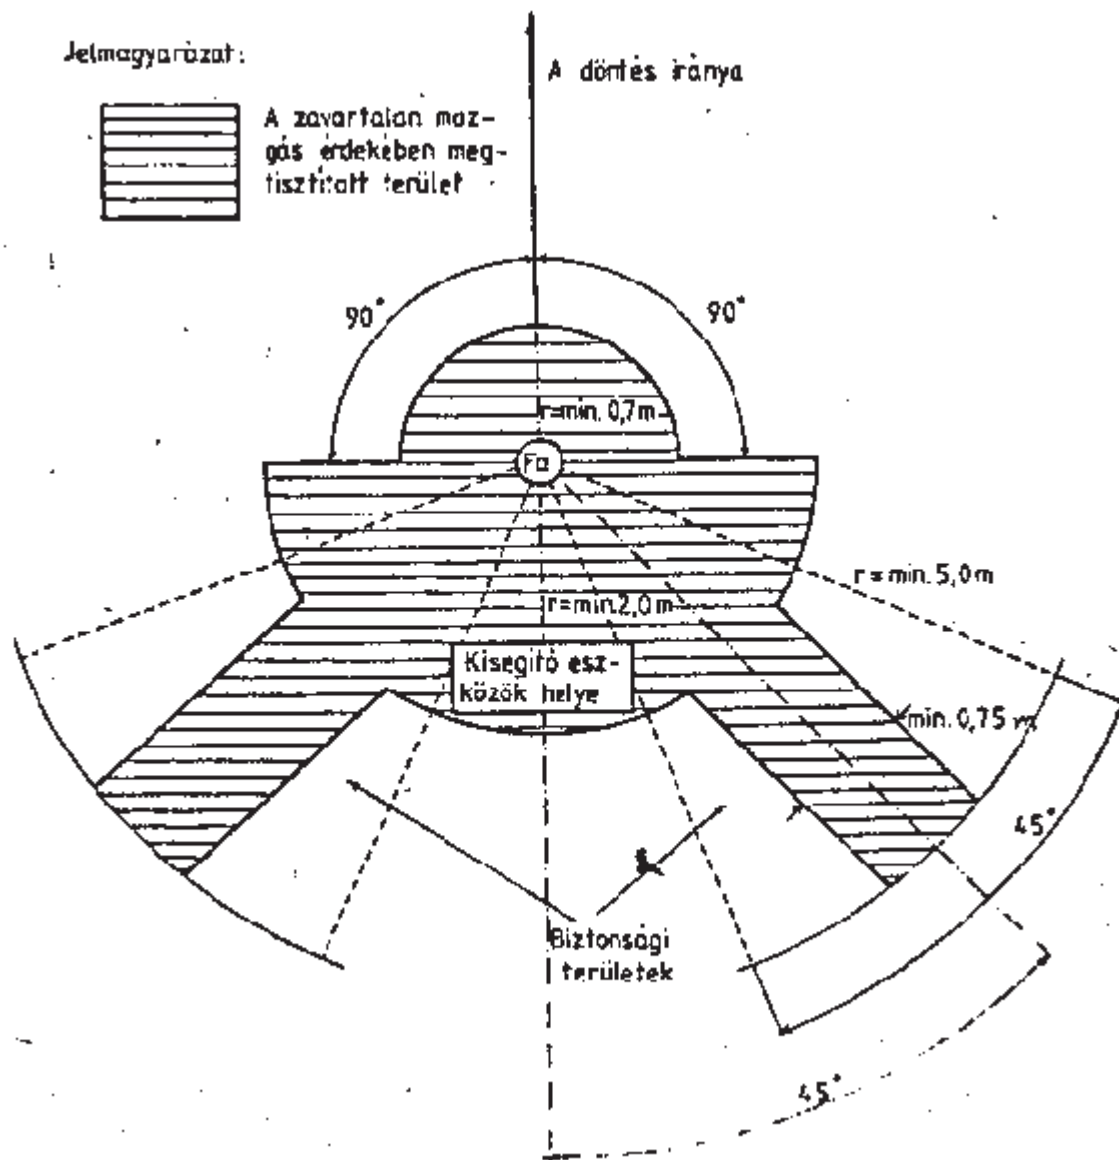 Jelmagyarázat:
A zavartalan moz-
gás érdekében meg-
tisztított terület
A döntés iránya
90°
90°
r=min. 0,7m
Fa
r=min. 5,0m
r=min.2,0m
Kisegítő esz-
közök helye
min. 0,75 m
45°
Biztonsági
területek
45°